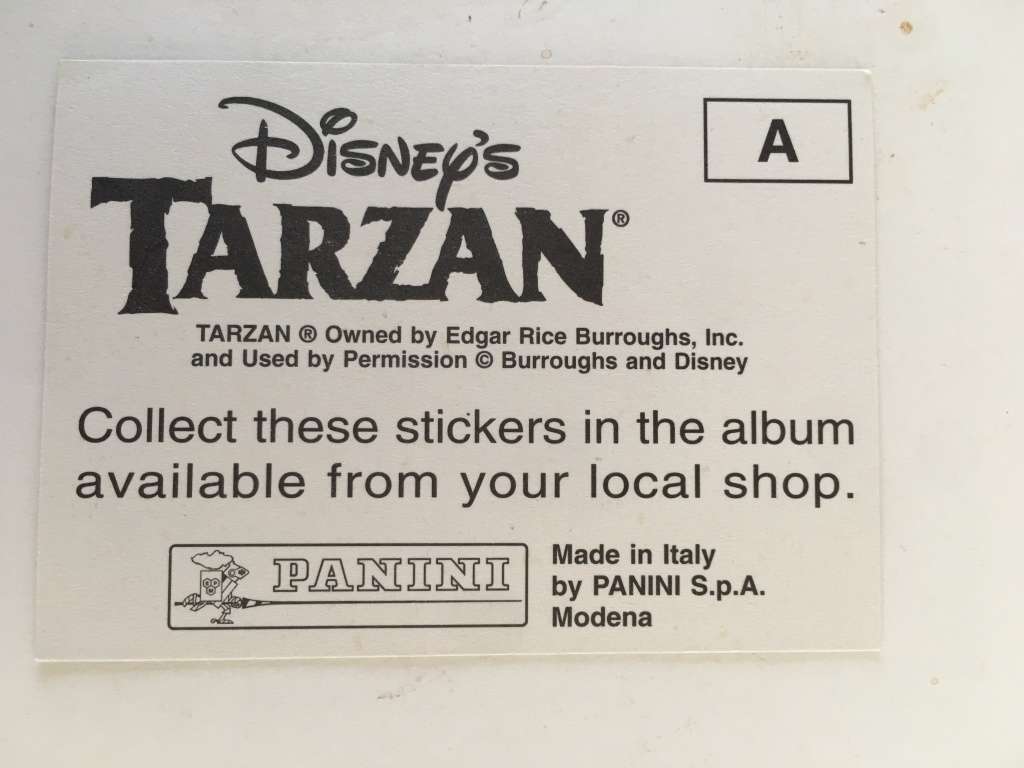 DISNEY'S
A
TARZAN®
TARZAN ® Owned by Edgar Rice Burroughs, Inc.
and Used by Permission © Burroughs and Disney
Collect these stickers in the album
available from your local shop.
PANINI
Made in Italy
by PANINI S.p.A.
Modena